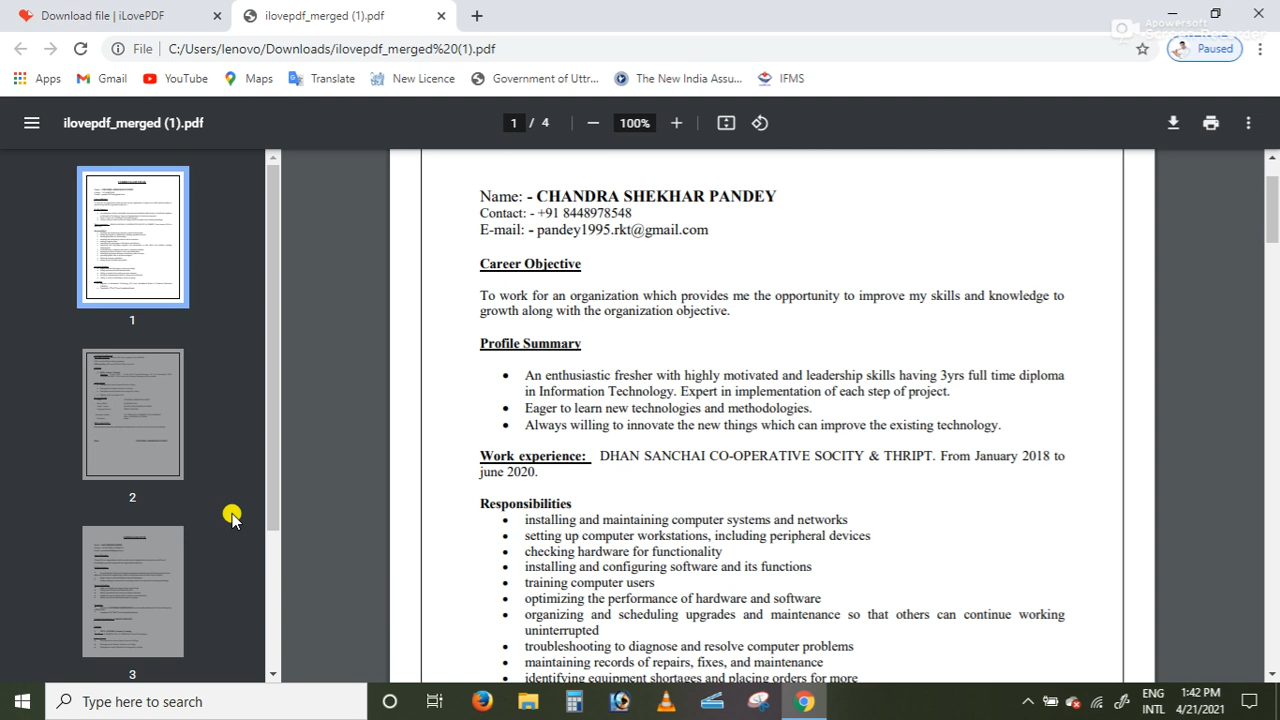 Download file | iLovePDF
ilovepdf_merged (1).pdf
Apowersoft
Screen Recorder
File C:/Users/lenovo/Downloads/ilovepdf_merged%20(1).pdf
Paused
Apps Gmail YouTube Maps Translate New Licence Government of Uttr... The New India Assu... IFMS
ilovepdf_merged (1).pdf
1 / 4
100%
1
2
3
Name: - CHANDRA SHEKHAR PANDEY
Contact: - +91 8448978548
E-mail: - pandey1995.rkt@gmail.com
Career Objective
To work for an organization which provides me the opportunity to improve my skills and knowledge to
growth along with the organization objective.
Profile Summary
• An enthusiastic fresher with highly motivated and leadership skills having 3yrs full time diploma
in Information Technology. Expert in implementation of each step of project.
• Eager to learn new technologies and methodologies.
• Always willing to innovate the new things which can improve the existing technology.
Work experience: DHAN SANCHAI CO-OPERATIVE SOCITY & THRIPT. From January 2018 to
june 2020.
Responsibilities
• installing and maintaining computer systems and networks
• setting up computer workstations, including peripheral devices
• checking hardware for functionality
• installing and configuring software and its functions
• training computer users
• optimizing the performance of hardware and software
• organizing and scheduling upgrades and maintenance so that others can continue working
uninterrupted
• troubleshooting to diagnose and resolve computer problems
• maintaining records of repairs, fixes, and maintenance
• identifying equipment shortages and placing orders for more
Type here to search
ENG
INTL
1:42 PM
4/21/2021